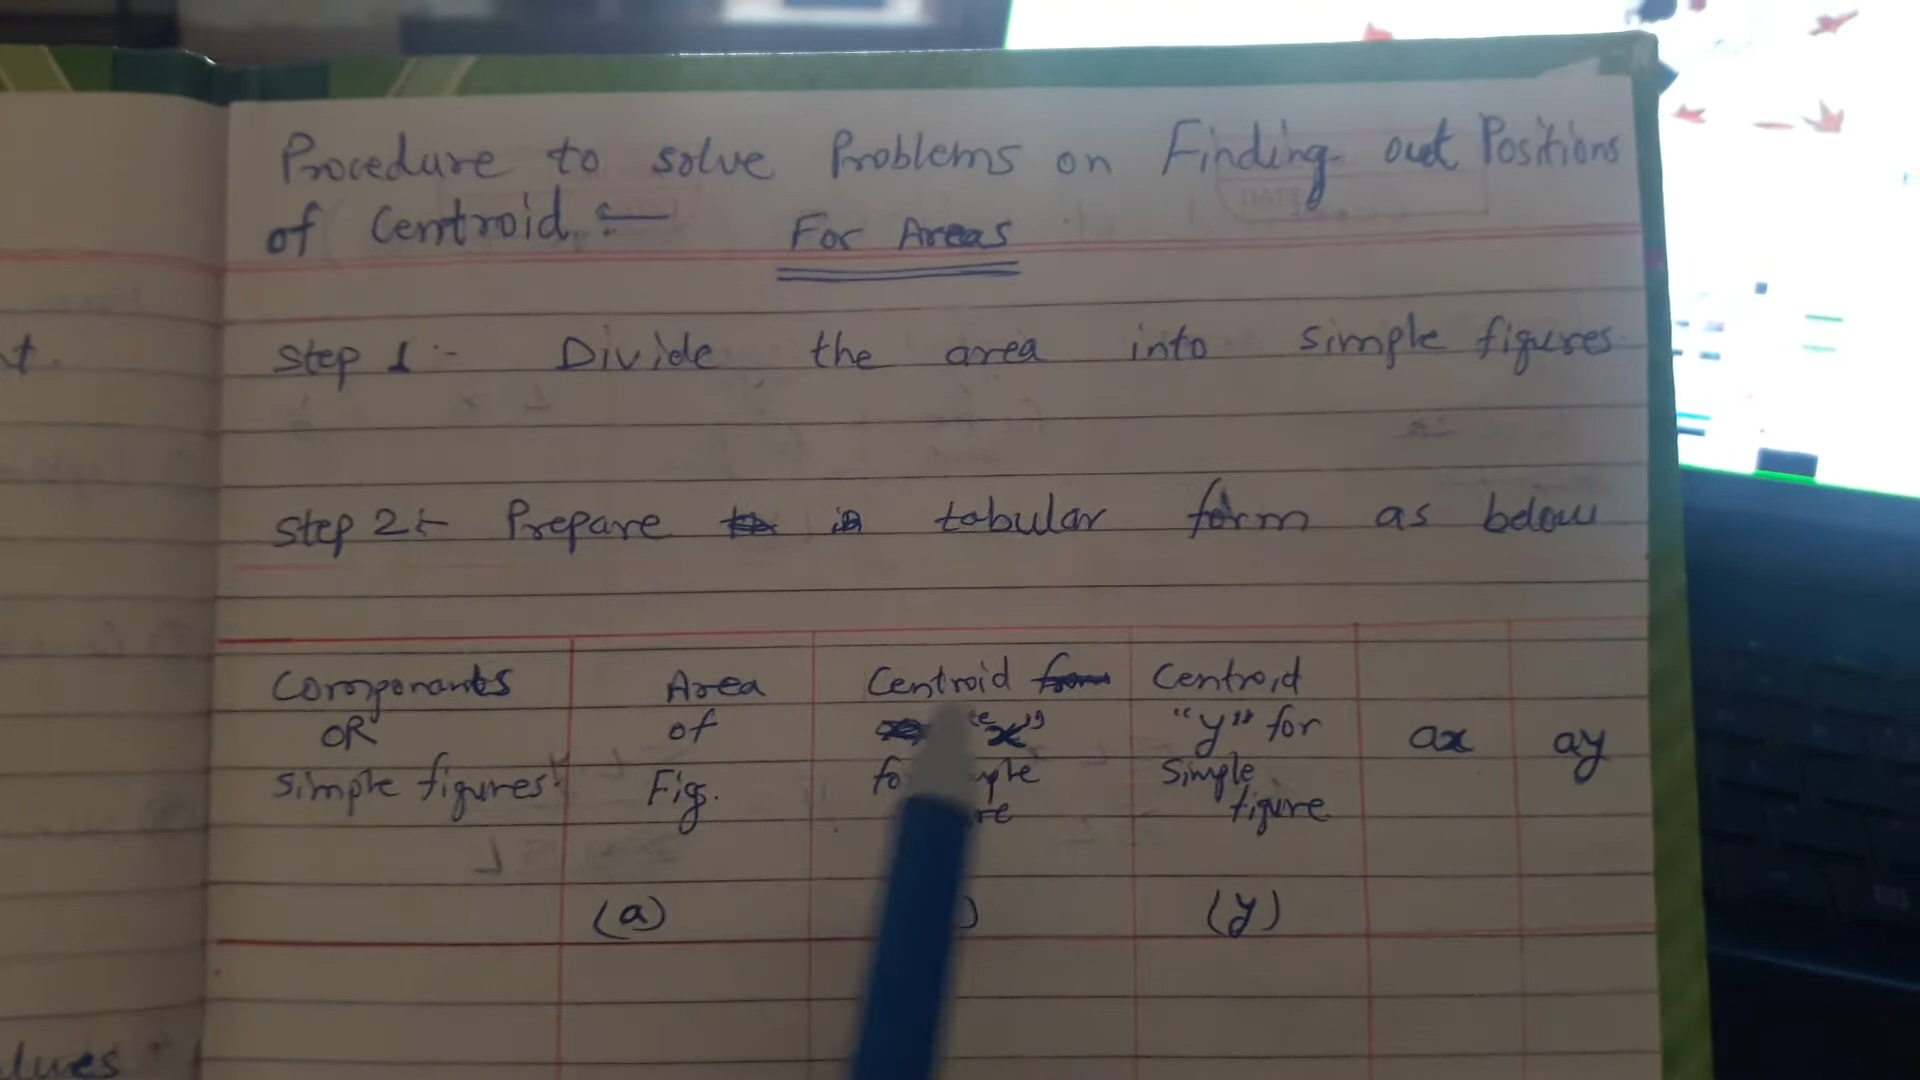 Procedure to solve Problems on Finding out Positions
of Centroid :-
For Areas
Step 1 :- Divide the area into simple figures
Step 2 :- Prepare in tabular form as below
Componants Area Centroid Centroid
OR of "x" "y" for ax ay
simple figures Fig. Simple
figure
(a) (y)